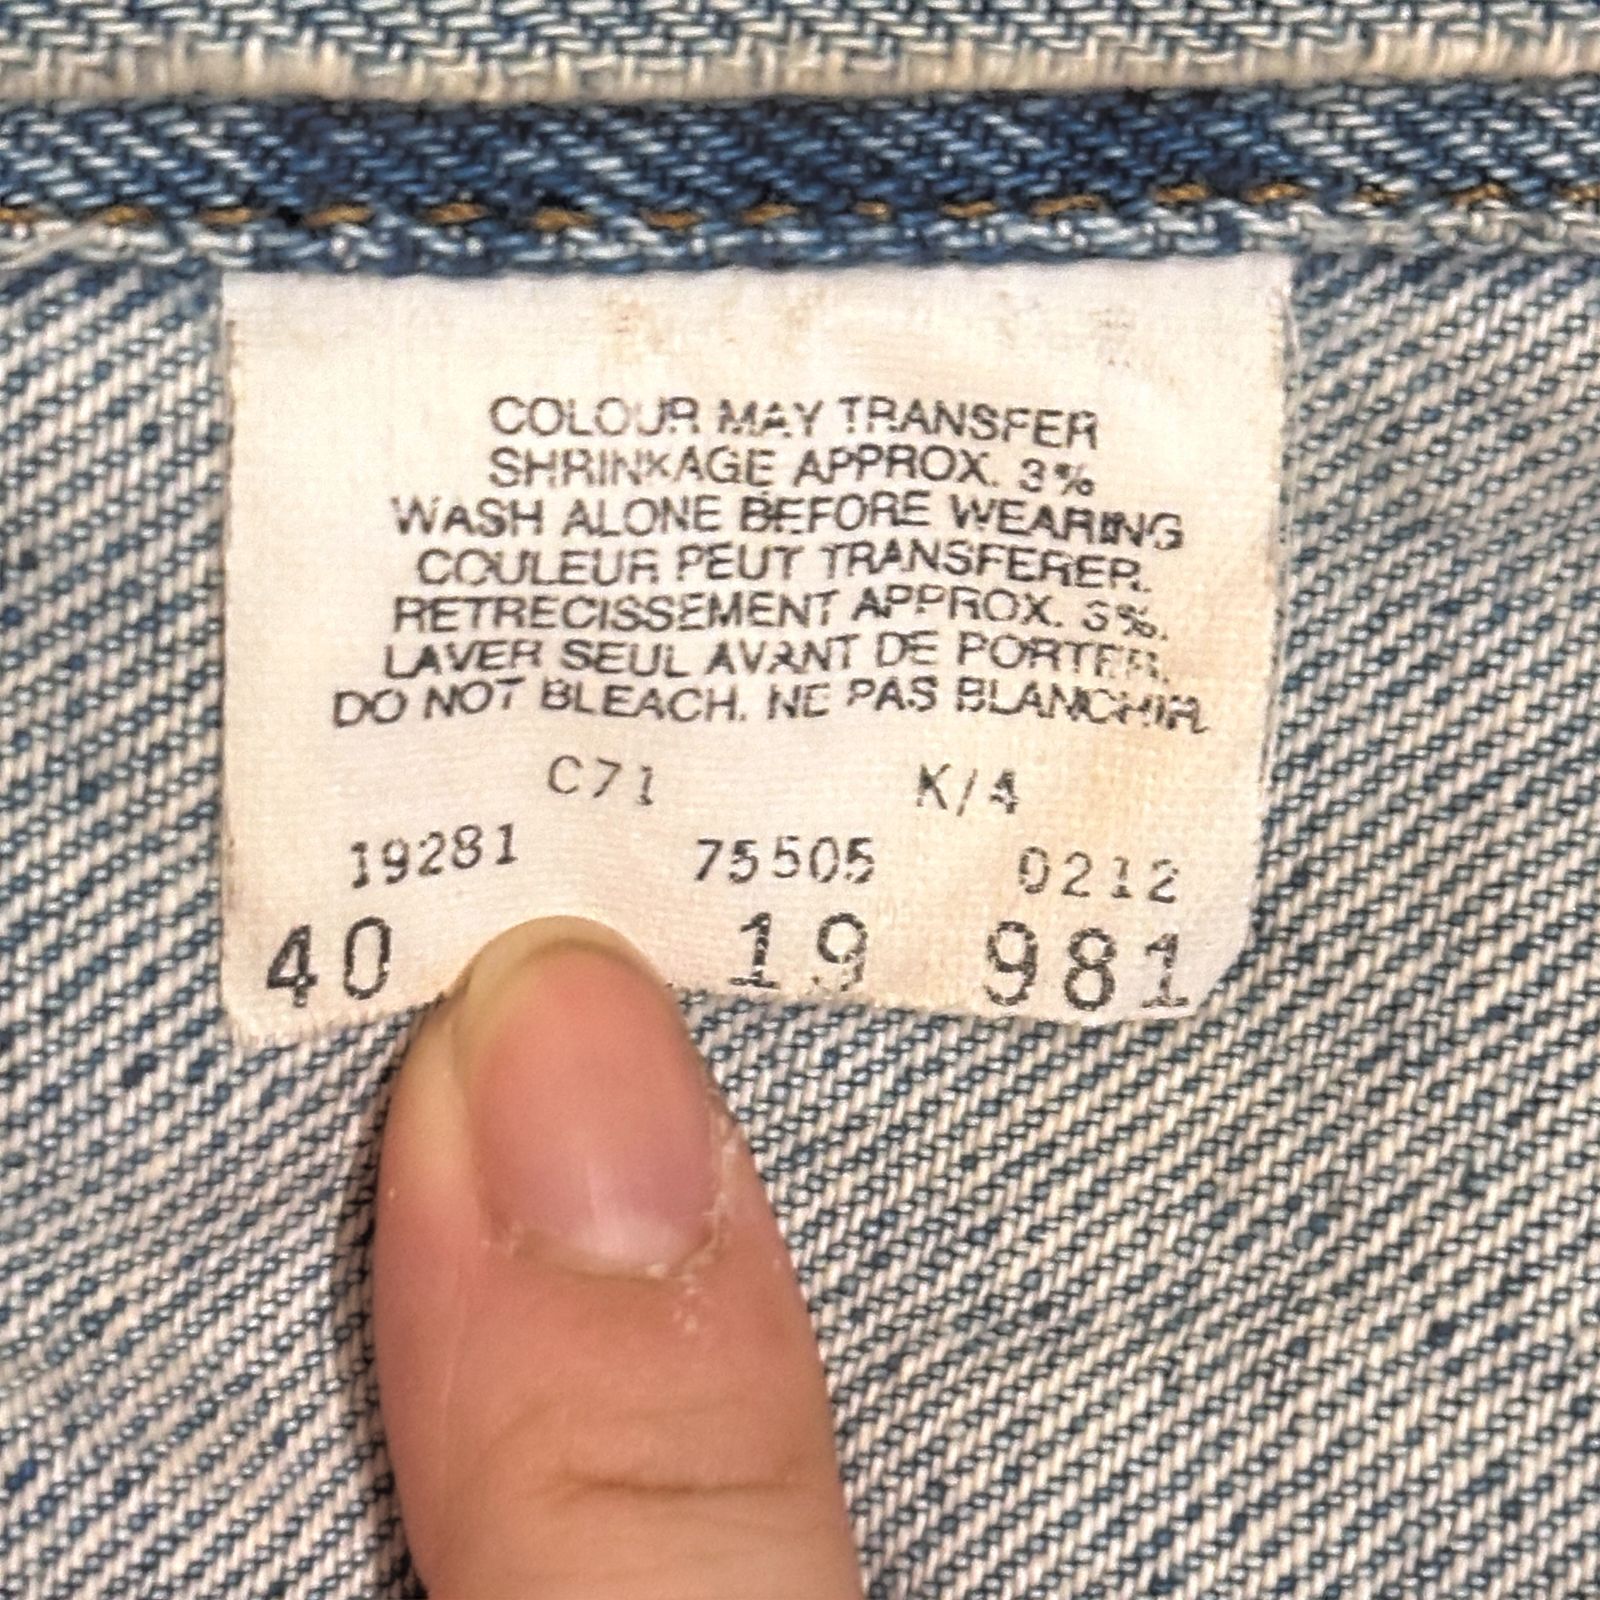 COLOUR MAY TRANSFER
SHRINKAGE APPROX. 3%
WASH ALONE BEFORE WEARING
COULEUR PEUT TRANSFERER.
RETRECISSEMENT APPROX. 3%.
LAVER SEUL AVANT DE PORTER.
DO NOT BLEACH. NE PAS BLANCHIR.
C71 K/4
19281 75505 0212
40 19 981